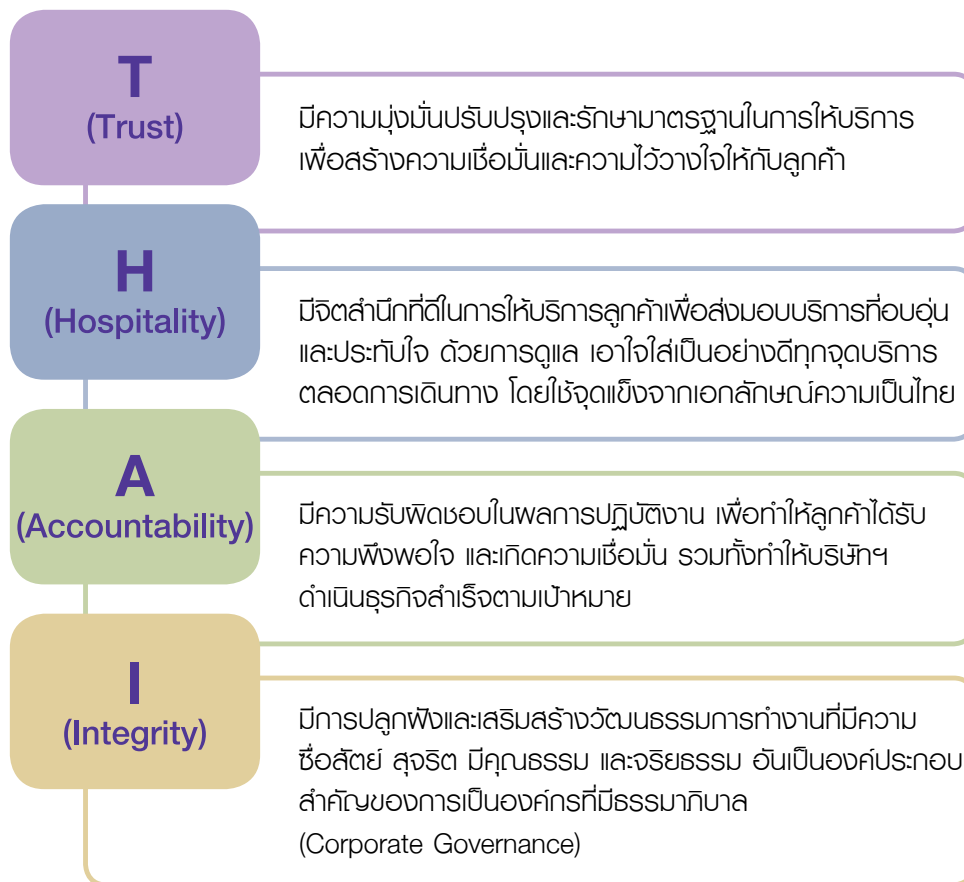 T
(Trust)
มีความมุ่งมั่นปรับปรุงและรักษามาตรฐานในการให้บริการ
เพื่อสร้างความเชื่อมั่นและความไว้วางใจให้กับลูกค้า
H
(Hospitality)
มีจิตสำนึกที่ดีในการให้บริการลูกค้าเพื่อส่งมอบบริการที่อบอุ่น
และประทับใจ ด้วยการดูแล เอาใจใส่เป็นอย่างดีทุกจุดบริการ
ตลอดการเดินทาง โดยใช้จุดแข็งจากเอกลักษณ์ความเป็นไทย
A
(Accountability)
มีความรับผิดชอบในผลการปฏิบัติงาน เพื่อทำให้ลูกค้าได้รับ
ความพึงพอใจ และเกิดความเชื่อมั่น รวมทั้งทำให้บริษัทฯ
ดำเนินธุรกิจสำเร็จตามเป้าหมาย
I
(Integrity)
มีการปลูกฝังและเสริมสร้างวัฒนธรรมการทำงานที่มีความ
ซื่อสัตย์ สุจริต มีคุณธรรม และจริยธรรม อันเป็นองค์ประกอบ
สำคัญของการเป็นองค์กรที่มีธรรมาภิบาล
(Corporate Governance)